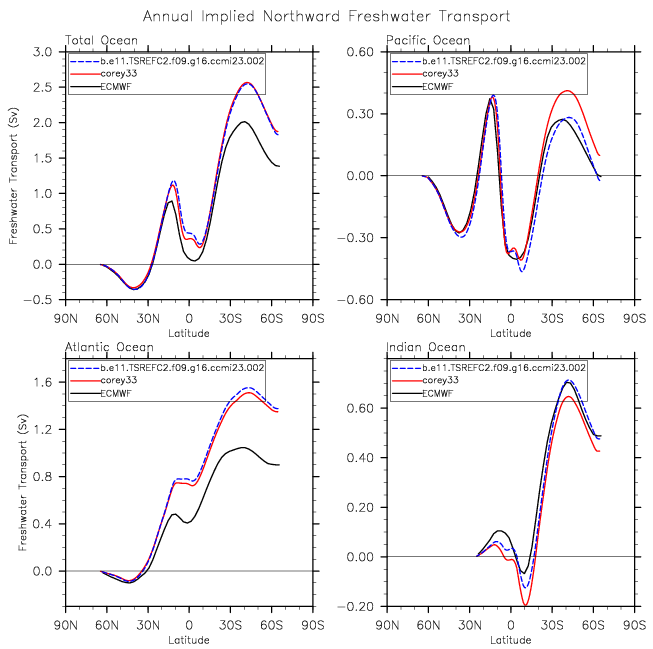 Annual Implied Northward Freshwater Transport
Total Ocean
3.0
2.5
2.0
1.5
1.0
0.5
0.0
−0.5
Freshwater Transport (Sv)
b.e11.TSREFC2.f09.g16.ccmi23.002
corey33
ECMWF
90N 60N 30N 0 30S 60S 90S
Latitude
Pacific Ocean
0.60
0.30
0.00
−0.30
−0.60
b.e11.TSREFC2.f09.g16.ccmi23.002
corey33
ECMWF
90N 60N 30N 0 30S 60S 90S
Latitude
Atlantic Ocean
1.6
1.2
0.8
0.4
0.0
Freshwater Transport (Sv)
b.e11.TSREFC2.f09.g16.ccmi23.002
corey33
ECMWF
90N 60N 30N 0 30S 60S 90S
Latitude
Indian Ocean
0.60
0.40
0.20
0.00
−0.20
b.e11.TSREFC2.f09.g16.ccmi23.002
corey33
ECMWF
90N 60N 30N 0 30S 60S 90S
Latitude